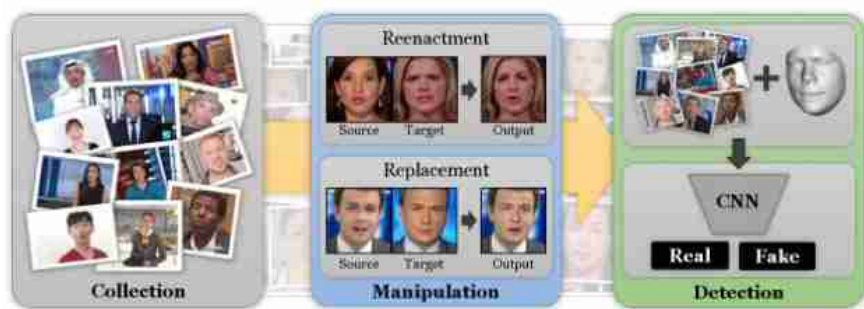 Reenactment
Source Target Output
Replacement
Source Target Output
CNN
Real Fake
Collection
Manipulation
Detection